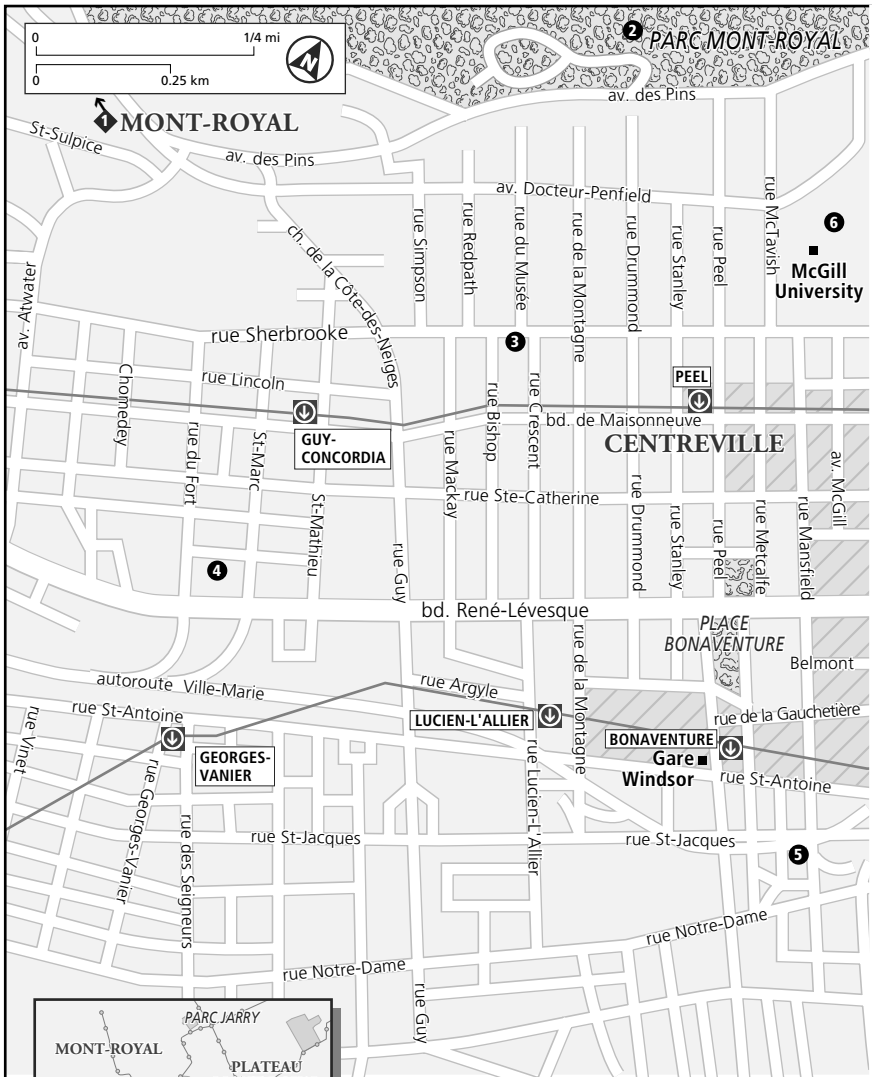 0
1/4 mi
0
0.25 km
N
2
PARC MONT-ROYAL
av. des Pins
1
MONT-ROYAL
St-Sulpice
av. des Pins
av. Docteur-Penfield
rue McTavish
6
McGill
University
rue Simpson
rue Redpath
rue du Musée
rue de la Montagne
rue Drummond
rue Stanley
rue Peel
ch. de la Côte-des-Neiges
av. Atwater
rue Sherbrooke
3
Chomedey
rue Lincoln
PEEL
rue Bishop
rue Crescent
bd. de Maisonneuve
GUY-
CONCORDIA
CENTREVILLE
rue du Fort
St-Marc
St-Mathieu
rue Mackay
rue Ste-Catherine
av. McGill
rue Drummond
rue Stanley
rue Peel
rue Metcalfe
rue Mansfield
4
rue Guy
bd. René-Lévesque
PLACE
BONAVENTURE
Belmont
autoroute Ville-Marie
rue Argyle
rue de la Montagne
rue St-Antoine
LUCIEN-L'ALLIER
rue de la Gauchetière
rue Vinet
GEORGES-
VANIER
BONAVENTURE
Gare
Windsor
rue St-Antoine
rue Georges-Vanier
rue des Seigneurs
rue Lucien-L'Allier
rue St-Jacques
rue St-Jacques
5
rue Notre-Dame
rue Notre-Dame
rue Guy
PARC JARRY
MONT-ROYAL
PLATEAU